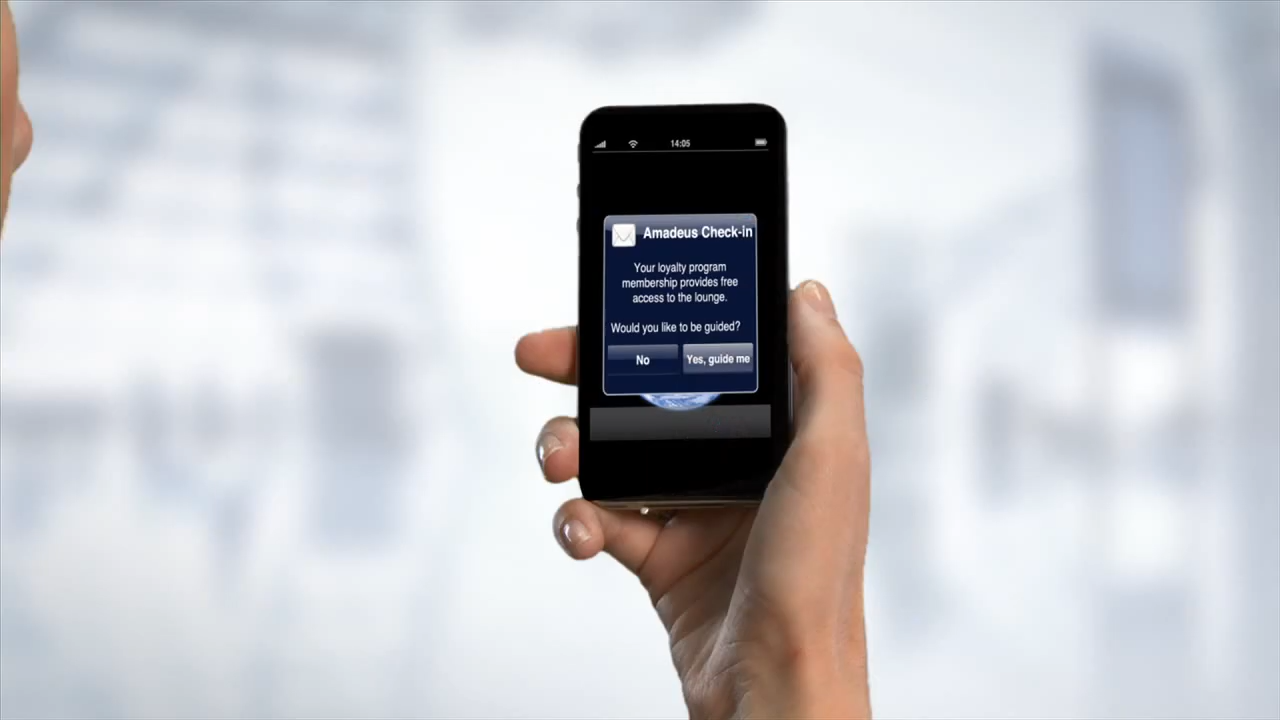 14:05
Amadeus Check-in
Your loyalty program
membership provides free
access to the lounge.
Would you like to be guided?
No
Yes, guide me